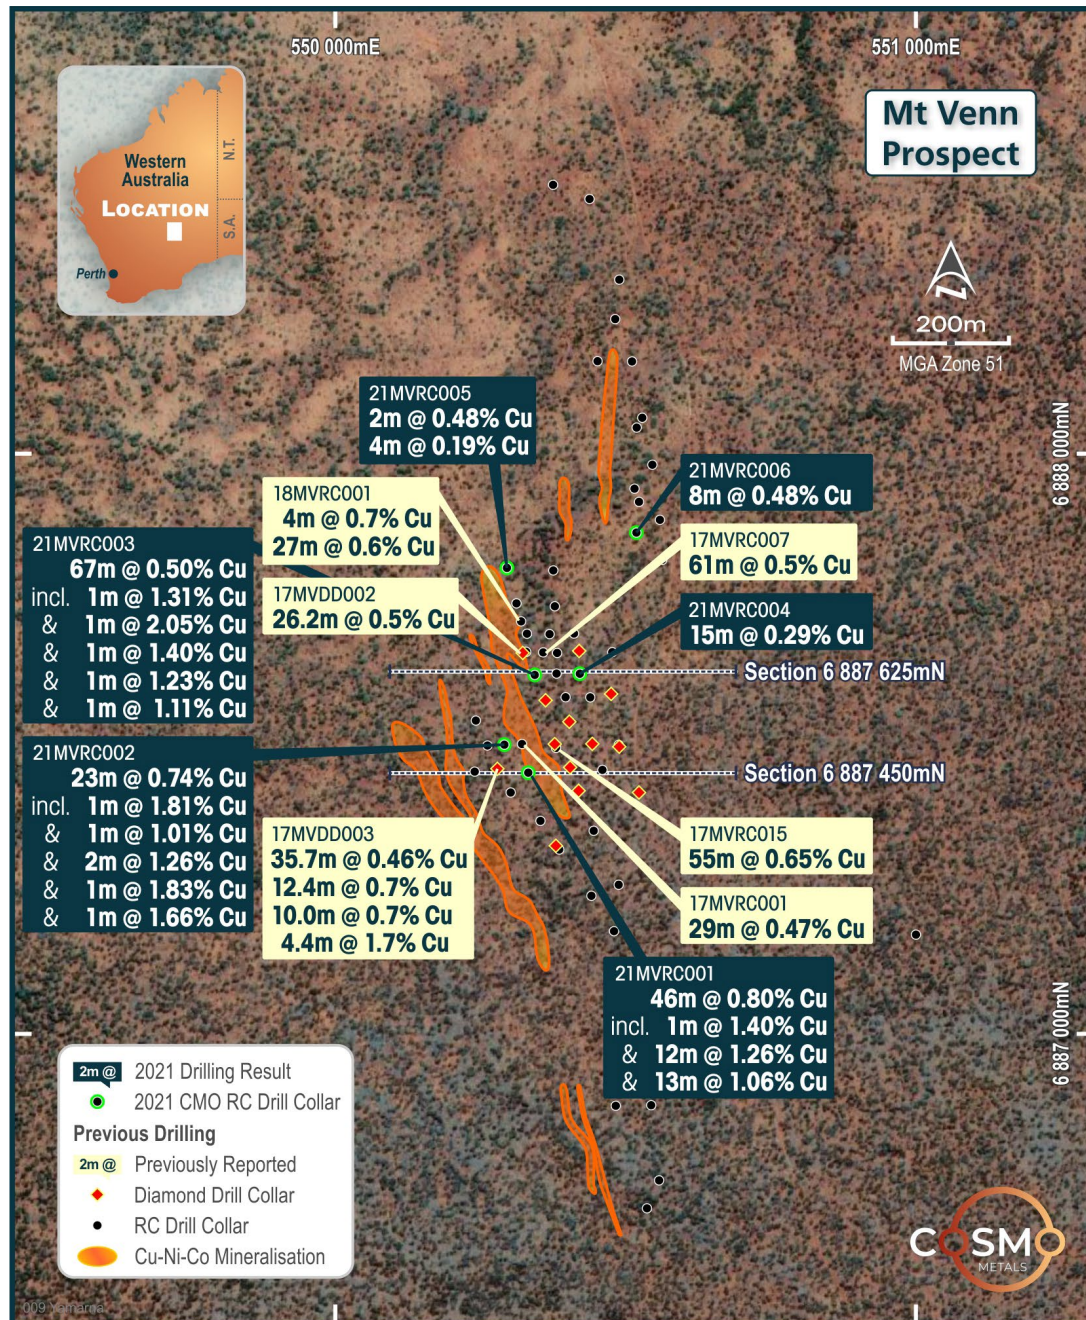 550 000mE
551 000mE
Mt Venn
Prospect
Western
Australia
N.T.
LOCATION
S.A.
Perth
N
200m
MGA Zone 51
6 888 000mN
21MVRC005
2m @ 0.48% Cu
4m @ 0.19% Cu
21MVRC006
8m @ 0.48% Cu
18MVRC001
4m @ 0.7% Cu
27m @ 0.6% Cu
17MVRC007
61m @ 0.5% Cu
21MVRC003
67m @ 0.50% Cu
incl. 1m @ 1.31% Cu
& 1m @ 2.05% Cu
& 1m @ 1.40% Cu
& 1m @ 1.23% Cu
& 1m @ 1.11% Cu
17MVDD002
26.2m @ 0.5% Cu
21MVRC004
15m @ 0.29% Cu
Section 6 887 625mN
21MVRC002
23m @ 0.74% Cu
incl. 1m @ 1.81% Cu
& 1m @ 1.01% Cu
& 2m @ 1.26% Cu
& 1m @ 1.83% Cu
& 1m @ 1.66% Cu
Section 6 887 450mN
17MVDD003
35.7m @ 0.46% Cu
12.4m @ 0.7% Cu
10.0m @ 0.7% Cu
4.4m @ 1.7% Cu
17MVRC015
55m @ 0.65% Cu
17MVRC001
29m @ 0.47% Cu
21MVRC001
46m @ 0.80% Cu
incl. 1m @ 1.40% Cu
& 12m @ 1.26% Cu
& 13m @ 1.06% Cu
6 887 000mN
2m @ 2021 Drilling Result
2021 CMO RC Drill Collar
Previous Drilling
2m @ Previously Reported
Diamond Drill Collar
RC Drill Collar
Cu-Ni-Co Mineralisation
COSMO
METALS
009 Yamarna